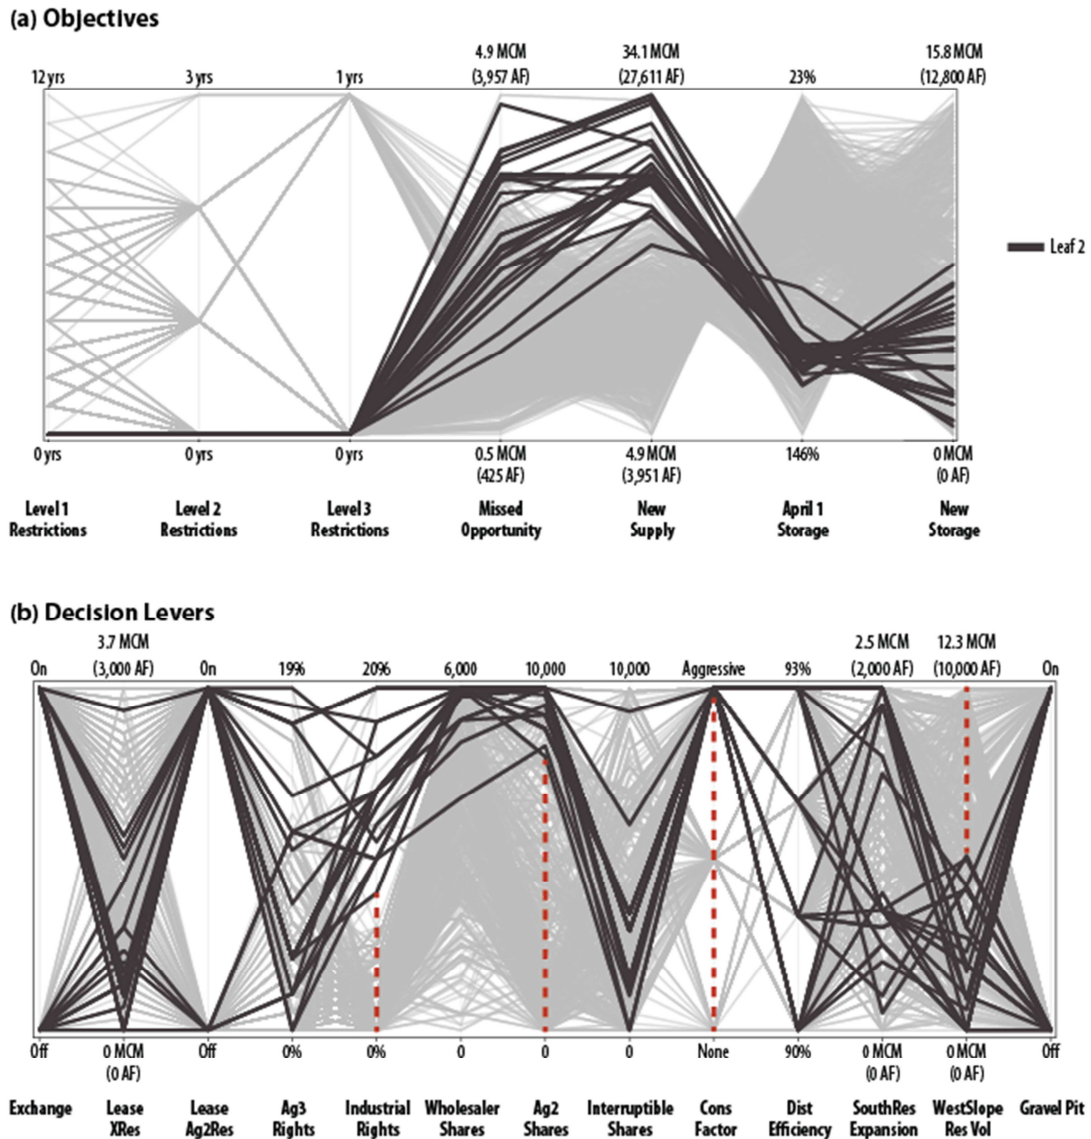 (a) Objectives
4.9 MCM 34.1 MCM 15.8 MCM
12 yrs 3 yrs 1 yrs (3,957 AF) (27,611 AF) 23% (12,800 AF)
Leaf 2
0 yrs 0 yrs 0 yrs 0.5 MCM 4.9 MCM 146% 0 MCM
(425 AF) (3,951 AF) (0 AF)
Level 1 Level 2 Level 3 Missed New April 1 New
Restrictions Restrictions Restrictions Opportunity Supply Storage Storage
(b) Decision Levers
3.7 MCM 2.5 MCM 12.3 MCM
On (3,000 AF) On 19% 20% 6,000 10,000 10,000 Aggressive 93% (2,000 AF) (10,000 AF) On
Off 0 MCM Off 0% 0% 0 0 0 None 90% 0 MCM 0 MCM Off
(0 AF) (0 AF) (0 AF)
Exchange Lease Lease Ag3 Industrial Wholesaler Ag2 Interruptible Cons Dist SouthRes WestSlope Gravel Pit
XRes Ag2Res Rights Rights Shares Shares Shares Factor Efficiency Expansion Res Vol